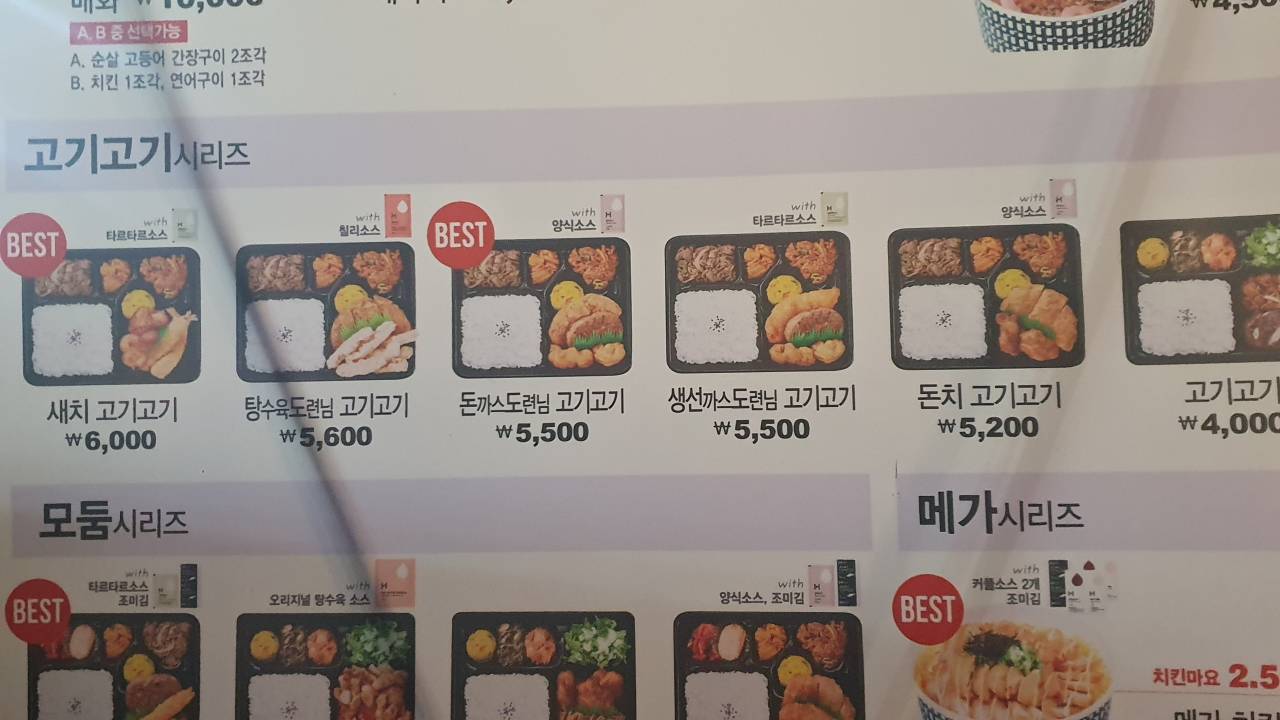 매화 ₩10,000
A, B 중 선택가능
A. 순살 고등어 간장구이 2조각
B. 치킨 1조각, 연어구이 1조각
고기고기시리즈
BEST
with
타르타르소스
새치 고기고기
₩6,000
with
칠리소스
탕수육도련님 고기고기
₩5,600
BEST
with
양식소스
돈까스도련님 고기고기
₩5,500
with
타르타르소스
생선까스도련님 고기고기
₩5,500
with
양식소스
돈치 고기고기
₩5,200
고기고기
₩4,000
모둠시리즈
BEST
with
타르타르소스
조미김
with
오리지널 탕수육 소스
with
양식소스, 조미김
메가시리즈
BEST
with
커플소스 2개
조미김
치킨마요 2.5